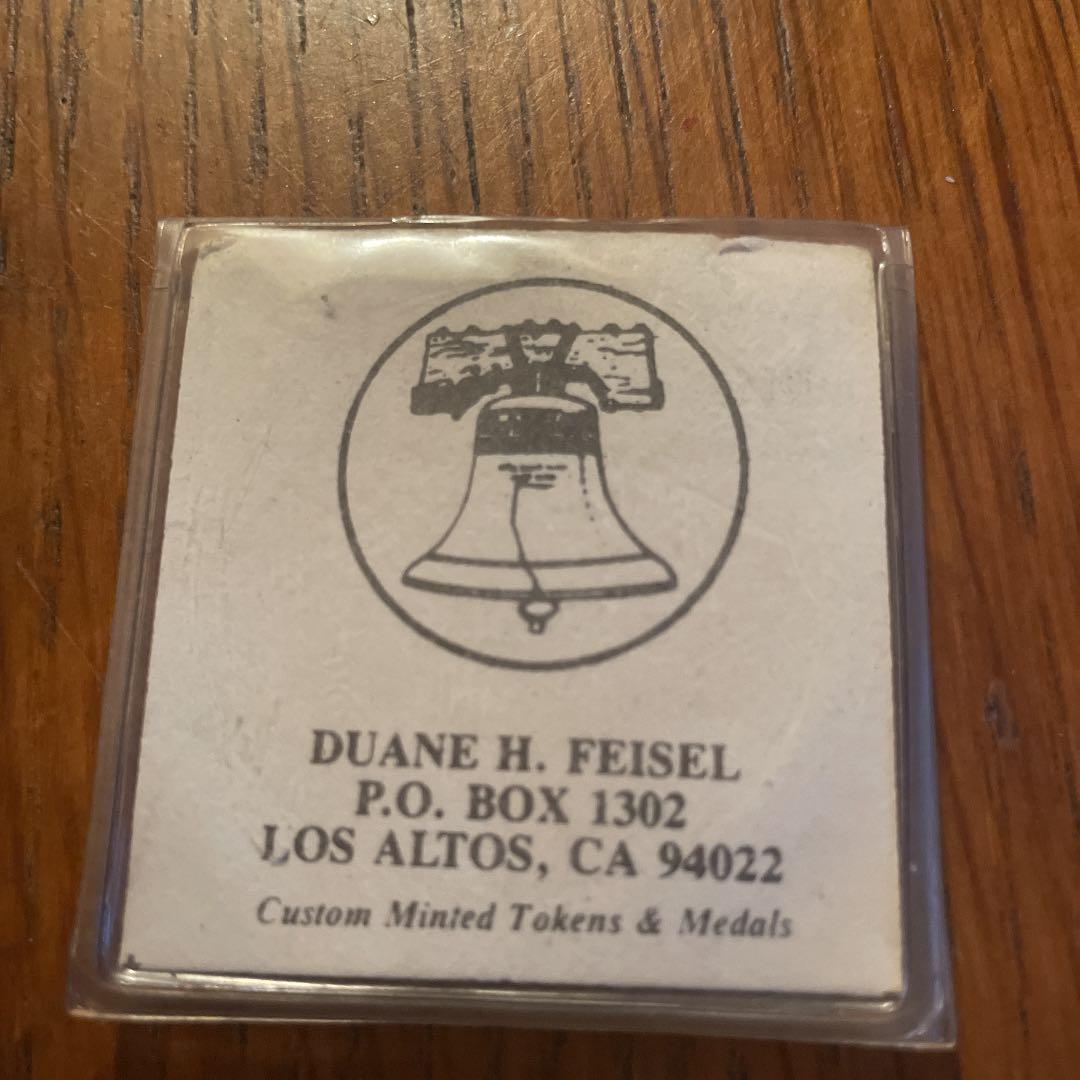 DUANE H. FEISEL
P.O. BOX 1302
LOS ALTOS, CA 94022
Custom Minted Tokens & Medals